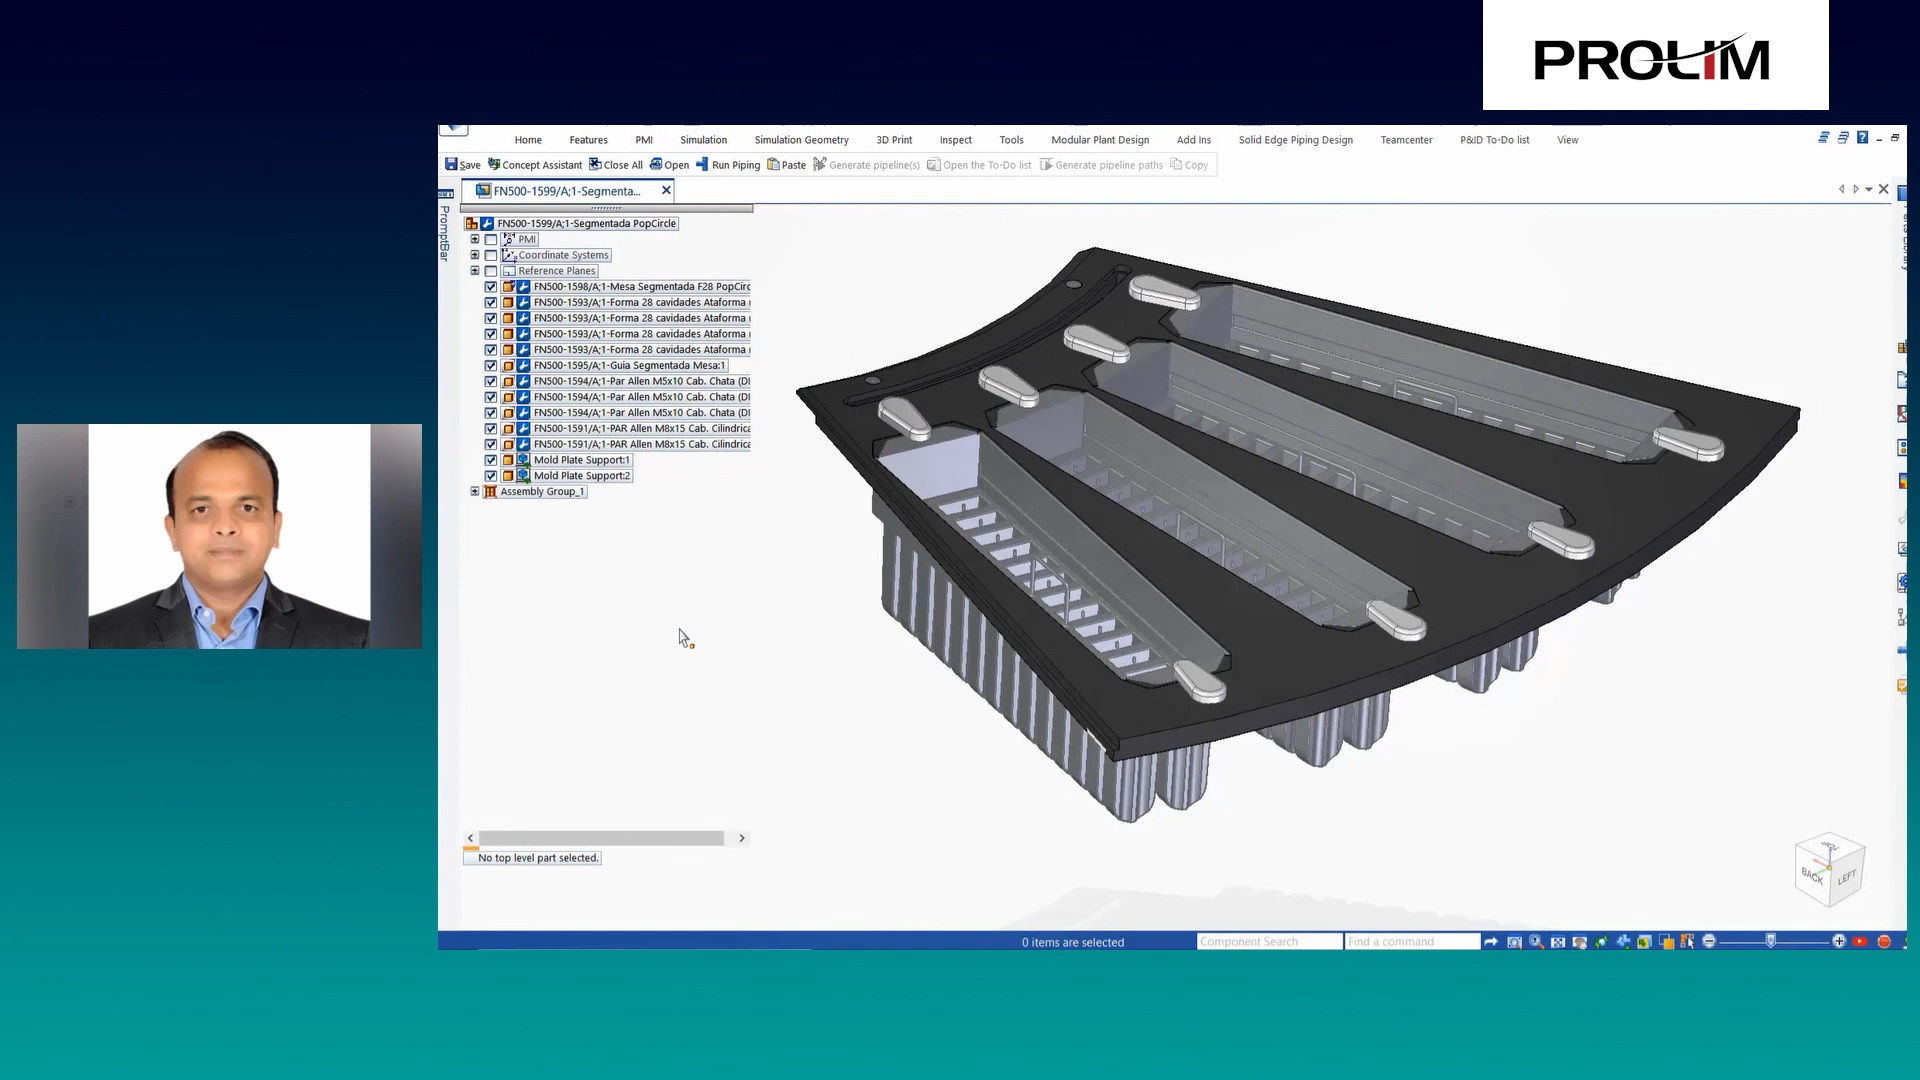 PROLIM
Home Features PMI Simulation Simulation Geometry 3D Print Inspect Tools Modular Plant Design Add Ins Solid Edge Piping Design Teamcenter P&ID To-Do list View
Save Concept Assistant Close All Open Run Piping Paste Generate pipeline(s) Open the To-Do list Generate pipeline paths Copy
FN500-1599/A;1-Segmenta...
PromptBar
FN500-1599/A;1-Segmentada PopCircle
PMI
Coordinate Systems
Reference Planes
FN500-1598/A;1-Mesa Segmentada F28 PopCirc
FN500-1593/A;1-Forma 28 cavidades Ataforma (
FN500-1593/A;1-Forma 28 cavidades Ataforma (
FN500-1593/A;1-Forma 28 cavidades Ataforma (
FN500-1593/A;1-Forma 28 cavidades Ataforma (
FN500-1595/A;1-Guia Segmentada Mesa:1
FN500-1594/A;1-Par Allen M5x10 Cab. Chata (DI
FN500-1594/A;1-Par Allen M5x10 Cab. Chata (DI
FN500-1594/A;1-Par Allen M5x10 Cab. Chata (DI
FN500-1591/A;1-PAR Allen M8x15 Cab. Cilindrica
FN500-1591/A;1-PAR Allen M8x15 Cab. Cilindrica
Mold Plate Support:1
Mold Plate Support:2
Assembly Group_1
No top level part selected.
TOP
BACK LEFT
0 items are selected Component Search Find a command